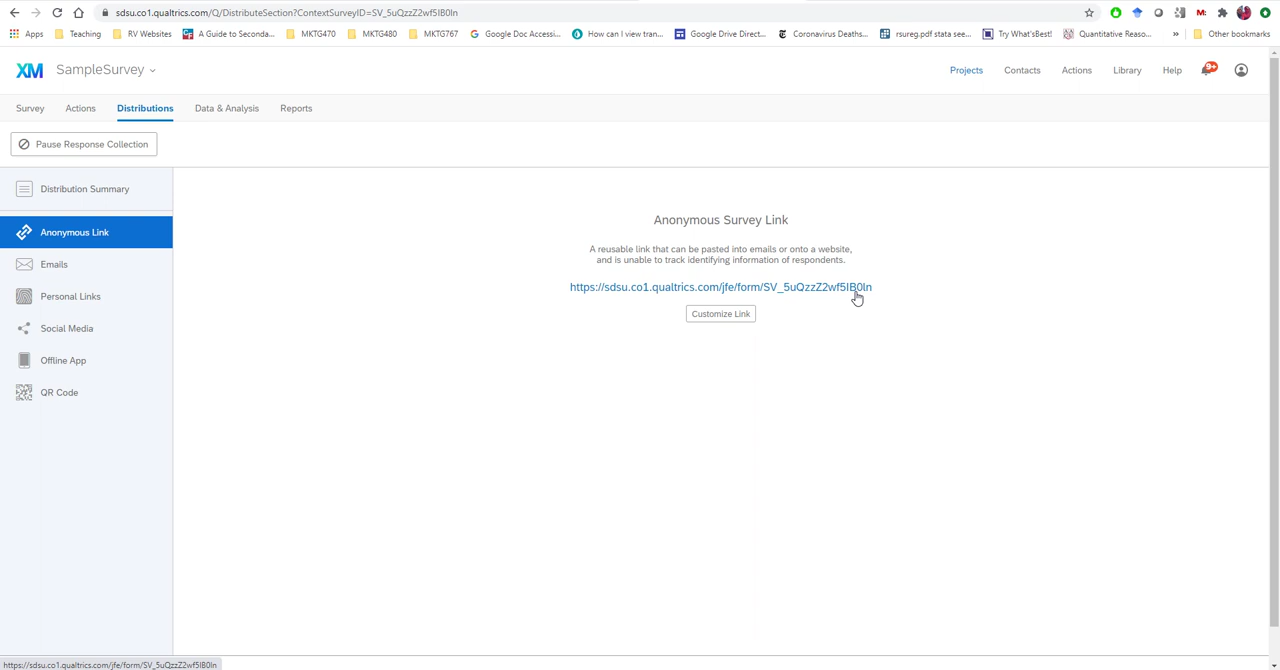 sdsu.co1.qualtrics.com/Q/DistributeSection?ContextSurveyID=SV_5uQzzZ2wf5IB0ln
Apps Teaching RV Websites A Guide to Seconda... MKTG470 MKTG480 MKTG767 Google Doc Accessi... How can I view tran... Google Drive Direct... Coronavirus Deaths... rsureg.pdf stata see... Try What'sBest! Quantitative Reaso... » Other bookmarks
XM SampleSurvey Projects Contacts Actions Library Help 9+
Survey Actions Distributions Data & Analysis Reports
Pause Response Collection
Distribution Summary
Anonymous Link
Emails
Personal Links
Social Media
Offline App
QR Code
Anonymous Survey Link
A reusable link that can be pasted into emails or onto a website,
and is unable to track identifying information of respondents.
https://sdsu.co1.qualtrics.com/jfe/form/SV_5uQzzZ2wf5IB0ln
Customize Link
https://sdsu.co1.qualtrics.com/jfe/form/SV_5uQzzZ2wf5IB0ln